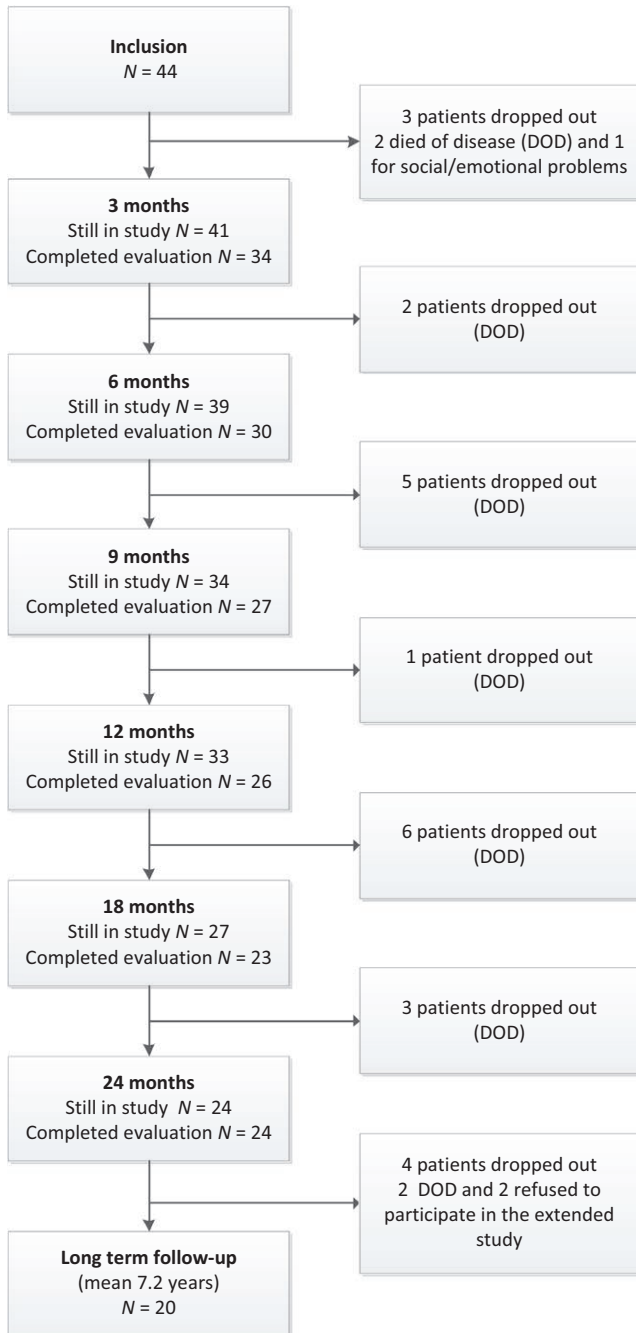 Inclusion
N = 44
3 patients dropped out
2 died of disease (DOD) and 1
for social/emotional problems
3 months
Still in study N = 41
Completed evaluation N = 34
2 patients dropped out
(DOD)
6 months
Still in study N = 39
Completed evaluation N = 30
5 patients dropped out
(DOD)
9 months
Still in study N = 34
Completed evaluation N = 27
1 patient dropped out
(DOD)
12 months
Still in study N = 33
Completed evaluation N = 26
6 patients dropped out
(DOD)
18 months
Still in study N = 27
Completed evaluation N = 23
3 patients dropped out
(DOD)
24 months
Still in study N = 24
Completed evaluation N = 24
4 patients dropped out
2 DOD and 2 refused to
participate in the extended
study
Long term follow-up
(mean 7.2 years)
N = 20